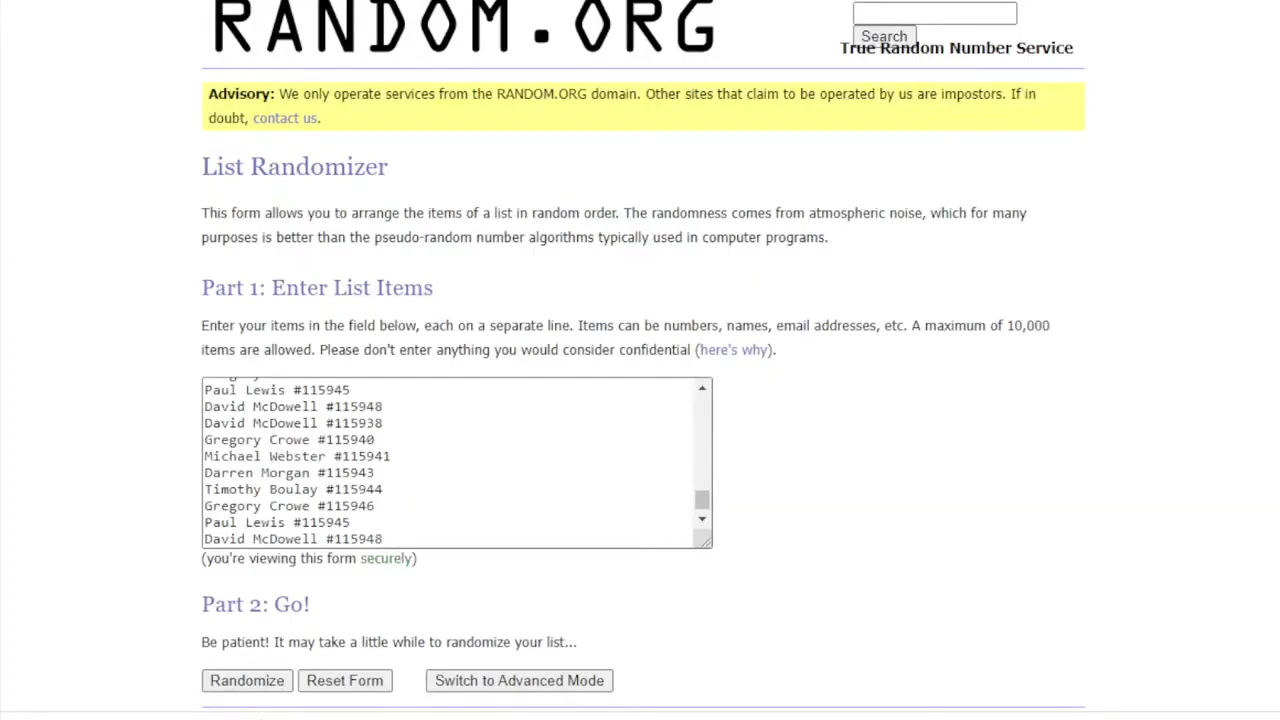 RANDOM.ORG
Search
True Random Number Service
Advisory: We only operate services from the RANDOM.ORG domain. Other sites that claim to be operated by us are impostors. If in
doubt, contact us.
List Randomizer
This form allows you to arrange the items of a list in random order. The randomness comes from atmospheric noise, which for many
purposes is better than the pseudo-random number algorithms typically used in computer programs.
Part 1: Enter List Items
Enter your items in the field below, each on a separate line. Items can be numbers, names, email addresses, etc. A maximum of 10,000
items are allowed. Please don't enter anything you would consider confidential (here's why).
Paul Lewis #115945
David McDowell #115948
David McDowell #115938
Gregory Crowe #115940
Michael Webster #115941
Darren Morgan #115943
Timothy Boulay #115944
Gregory Crowe #115946
Paul Lewis #115945
David McDowell #115948
(you're viewing this form securely)
Part 2: Go!
Be patient! It may take a little while to randomize your list...
Randomize Reset Form Switch to Advanced Mode